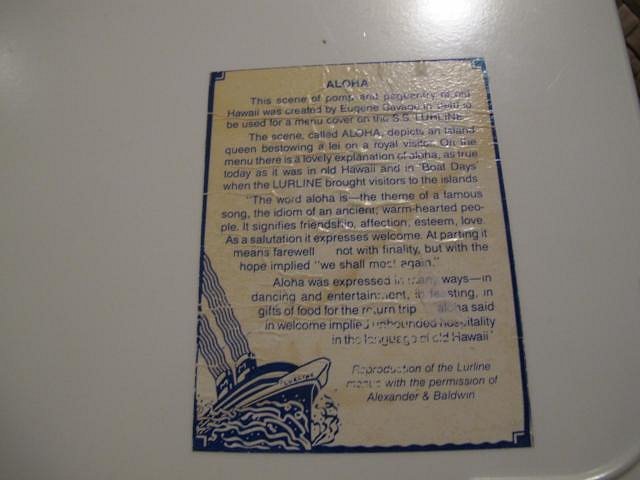 ALOHA
This scene of pomp and pageantry of old
Hawaii was created by Eugene Savage in
be used for a menu cover on the S.S. LURLINE
The scene, called ALOHA, depicts an island
queen bestowing a lei on a royal visitor. On the
menu there is a lovely explanation of aloha, as true
today as it was in old Hawaii and in "Boat Days"
when the LURLINE brought visitors to the islands
"The word aloha is—the theme of a famous
song, the idiom of an ancient, warm-hearted peo-
ple. It signifies friendship, affection, esteem, love.
As a salutation it expresses welcome. At parting it
means farewell not with finality, but with the
hope implied "we shall meet again."
Aloha was expressed in many ways—in
dancing and entertainment, in feasting, in
gifts of food for the return trip aloha said
in welcome implied unbounded hospitality
in the language of old Hawaii"
Reproduction of the Lurline
menus with the permission of
Alexander & Baldwin
LURLINE